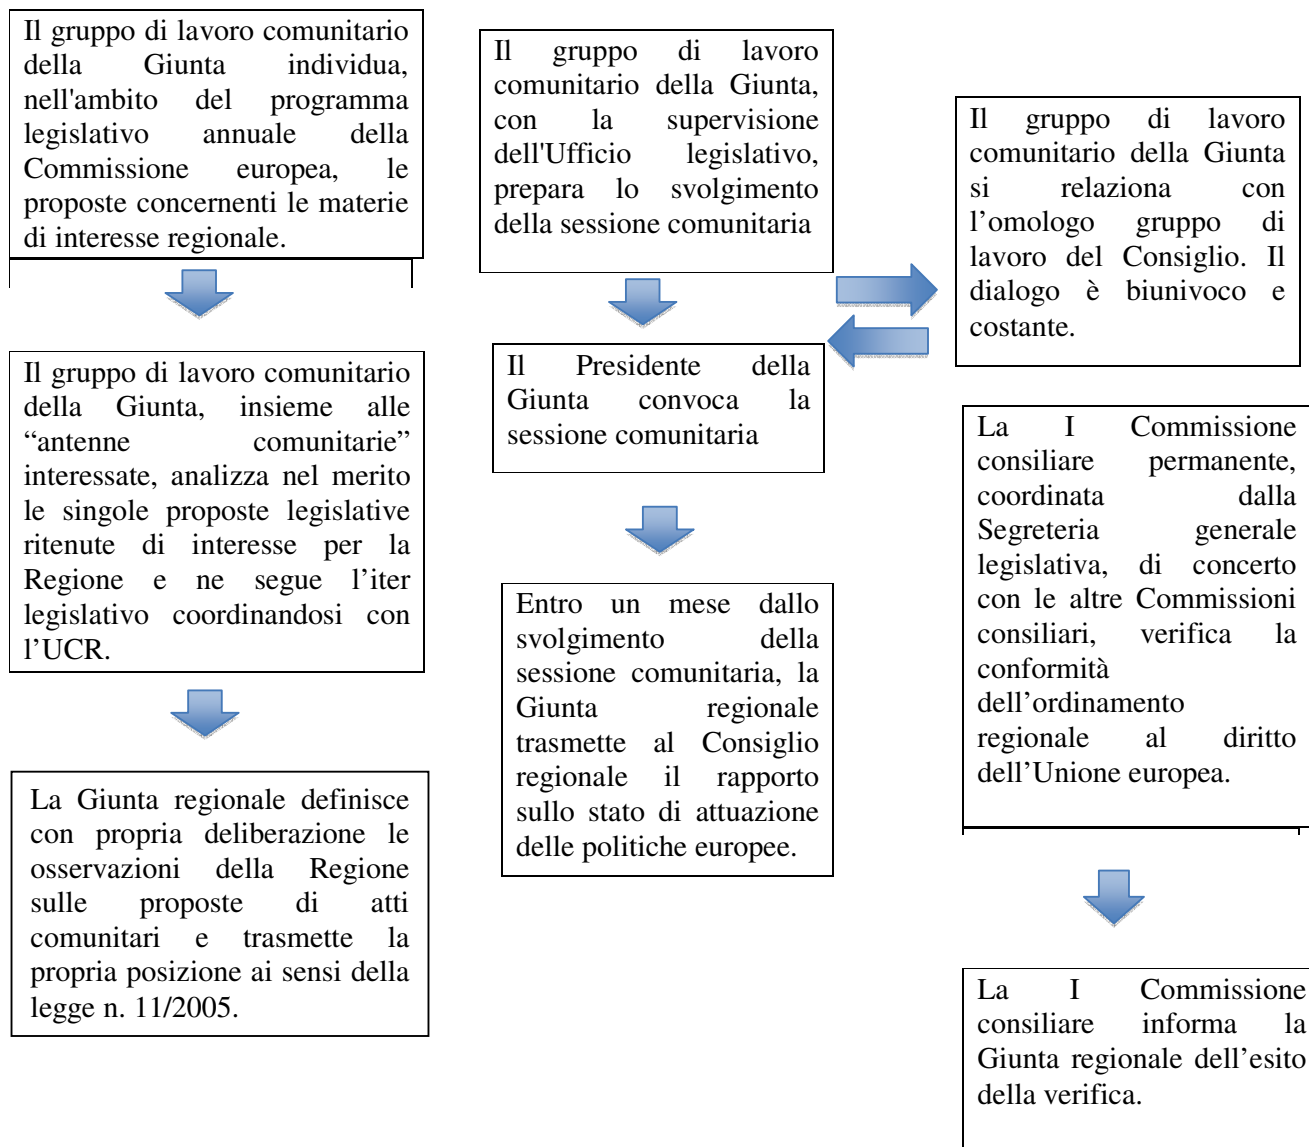 Il gruppo di lavoro comunitario
della Giunta individua,
nell'ambito del programma
legislativo annuale della
Commissione europea, le
proposte concernenti le materie
di interesse regionale.
Il gruppo di lavoro comunitario
della Giunta, insieme alle
“antenne comunitarie”
interessate, analizza nel merito
le singole proposte legislative
ritenute di interesse per la
Regione e ne segue l’iter
legislativo coordinandosi con
l’UCR.
La Giunta regionale definisce
con propria deliberazione le
osservazioni della Regione
sulle proposte di atti
comunitari e trasmette la
propria posizione ai sensi della
legge n. 11/2005.
Il gruppo di lavoro
comunitario della Giunta,
con la supervisione
dell'Ufficio legislativo,
prepara lo svolgimento
della sessione comunitaria
Il Presidente della
Giunta convoca la
sessione comunitaria
Entro un mese dallo
svolgimento della
sessione comunitaria, la
Giunta regionale
trasmette al Consiglio
regionale il rapporto
sullo stato di attuazione
delle politiche europee.
Il gruppo di lavoro
comunitario della Giunta
si relaziona con
l’omologo gruppo di
lavoro del Consiglio. Il
dialogo è biunivoco e
costante.
La I Commissione
consiliare permanente,
coordinata dalla
Segreteria generale
legislativa, di concerto
con le altre Commissioni
consiliari, verifica la
conformità
dell’ordinamento
regionale al diritto
dell’Unione europea.
La I Commissione
consiliare informa la
Giunta regionale dell’esito
della verifica.